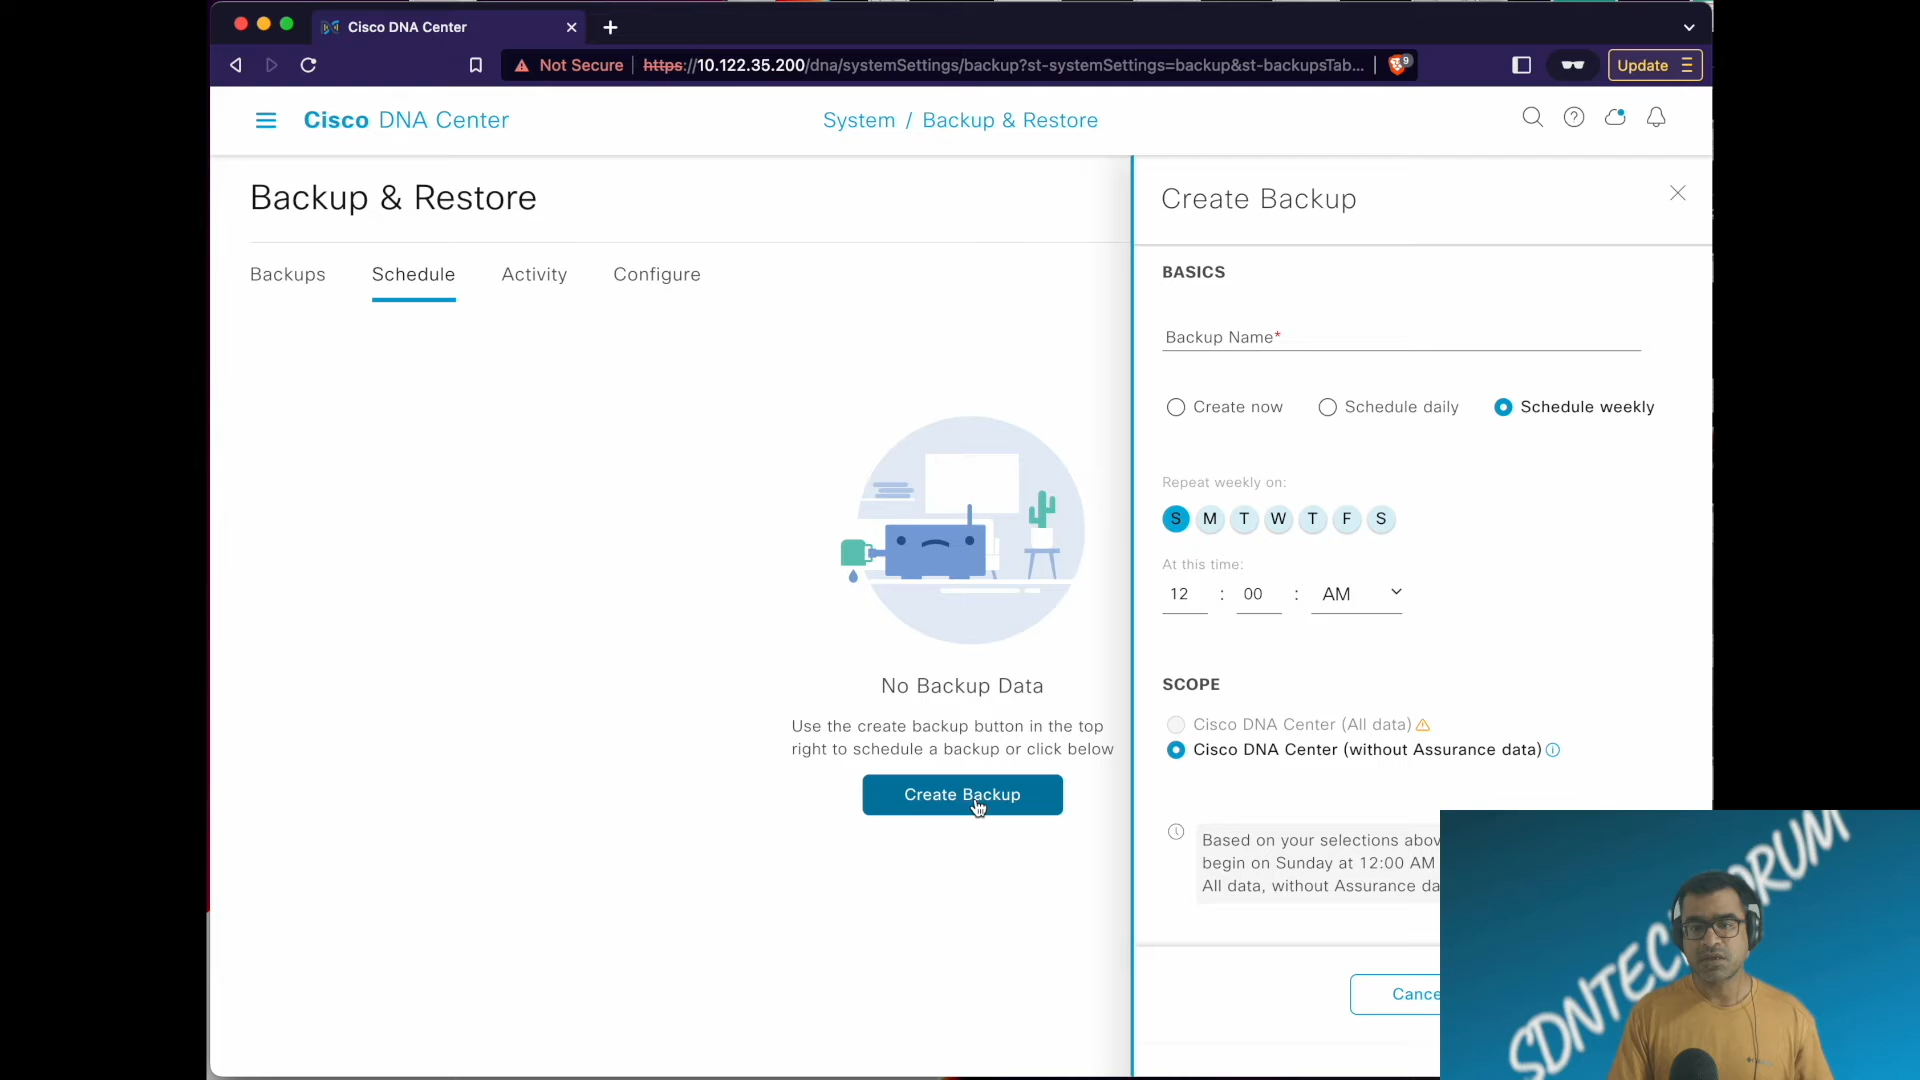 Cisco DNA Center
Not Secure
https://10.122.35.200/dna/systemSettings/backup?st-systemSettings=backup&st-backupsTab...
9
Update
Cisco DNA Center
System / Backup & Restore
Backup & Restore
Create Backup
Backups
Schedule
Activity
Configure
BASICS
Backup Name*
Create now
Schedule daily
Schedule weekly
Repeat weekly on:
S M T W T F S
At this time:
12 : 00 : AM
SCOPE
Cisco DNA Center (All data)
Cisco DNA Center (without Assurance data)
No Backup Data
Use the create backup button in the top
right to schedule a backup or click below
Create Backup
Based on your selections abov
begin on Sunday at 12:00 AM
All data, without Assurance da
Cance
SDNTECHFORUM